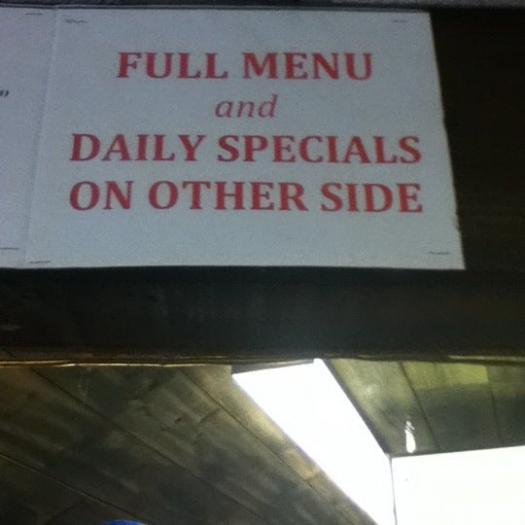 FULL MENU
and
DAILY SPECIALS
ON OTHER SIDE